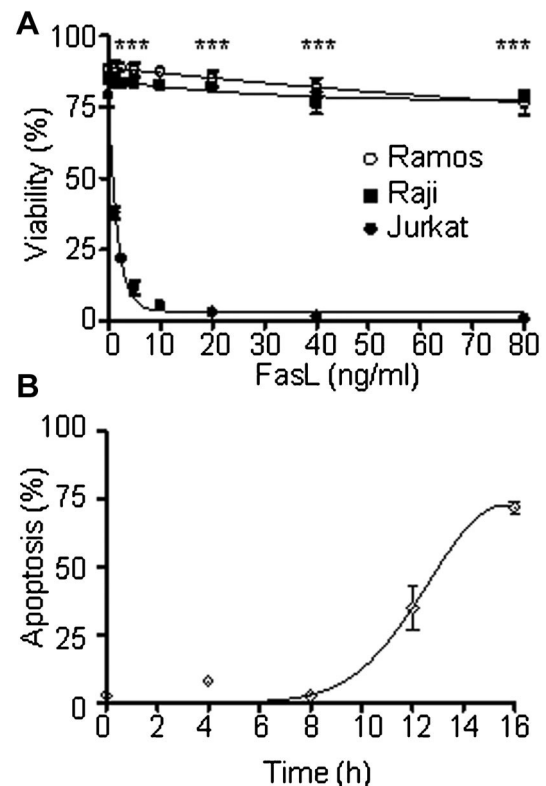 A
100
*** *** *** ***
75
50
25
0
Viability (%)
Ramos
Raji
Jurkat
0 10 20 30 40 50 60 70 80
FasL (ng/ml)
B
100
75
50
25
0
Apoptosis (%)
0 2 4 6 8 10 12 14 16
Time (h)